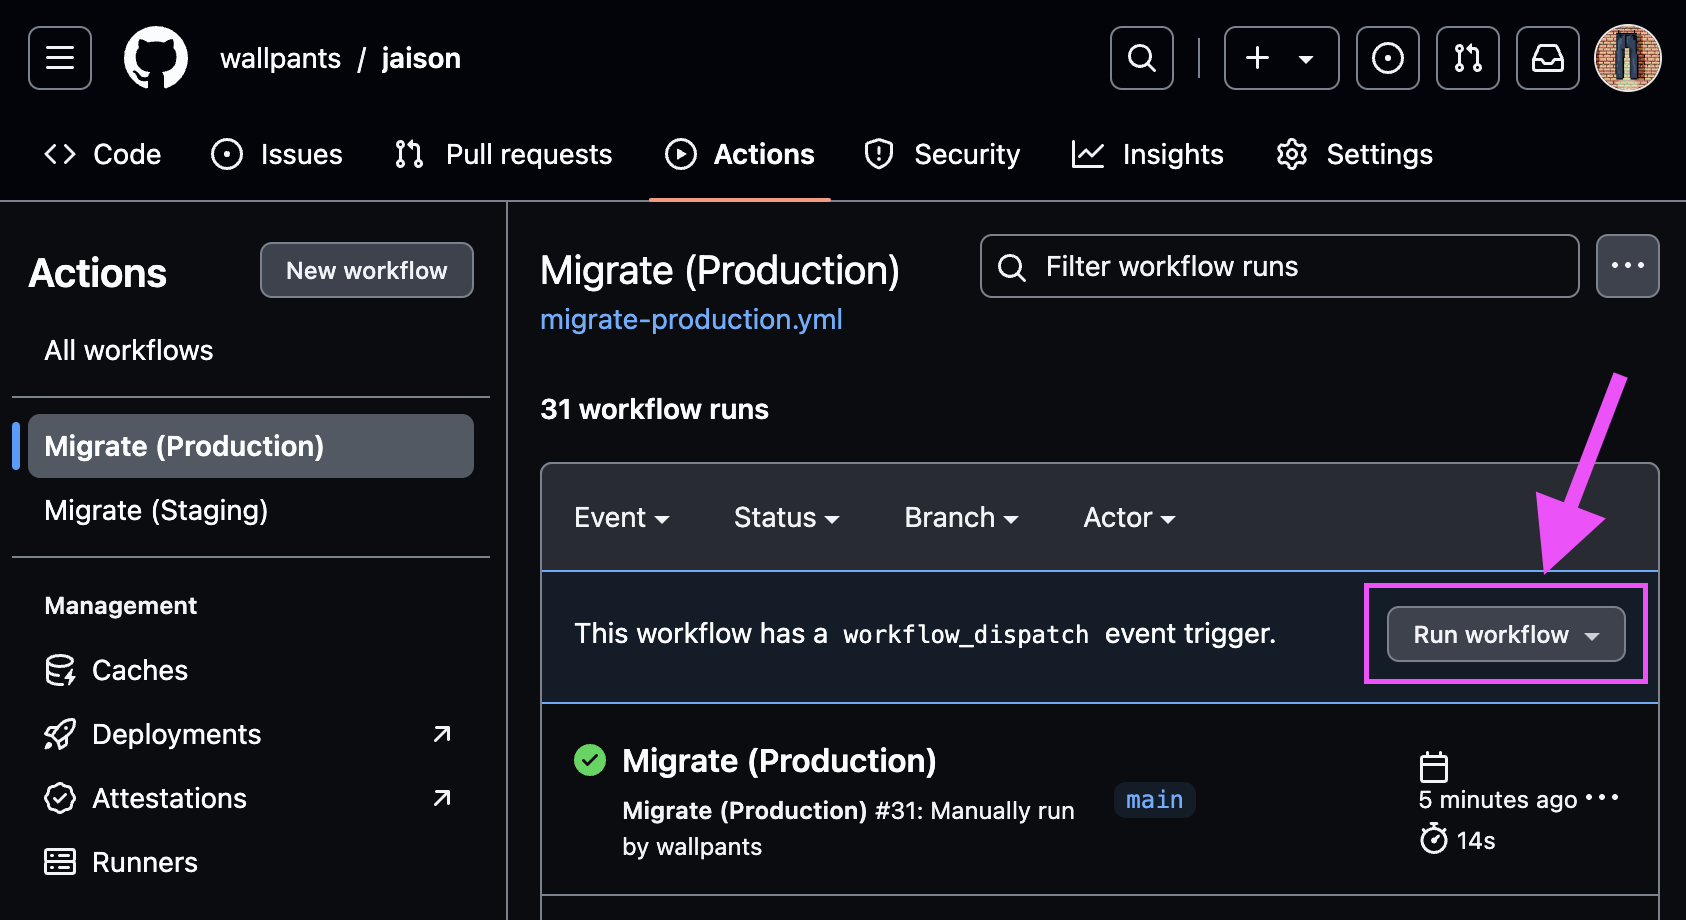 wallpants / jaison
Code Issues Pull requests Actions Security Insights Settings
Actions
New workflow
All workflows
Migrate (Production)
Migrate (Staging)
Management
Caches
Deployments
Attestations
Runners
Migrate (Production)
Filter workflow runs
migrate-production.yml
31 workflow runs
Event Status Branch Actor
This workflow has a workflow_dispatch event trigger.
Run workflow
Migrate (Production)
Migrate (Production) #31: Manually run
by wallpants
main
5 minutes ago
14s